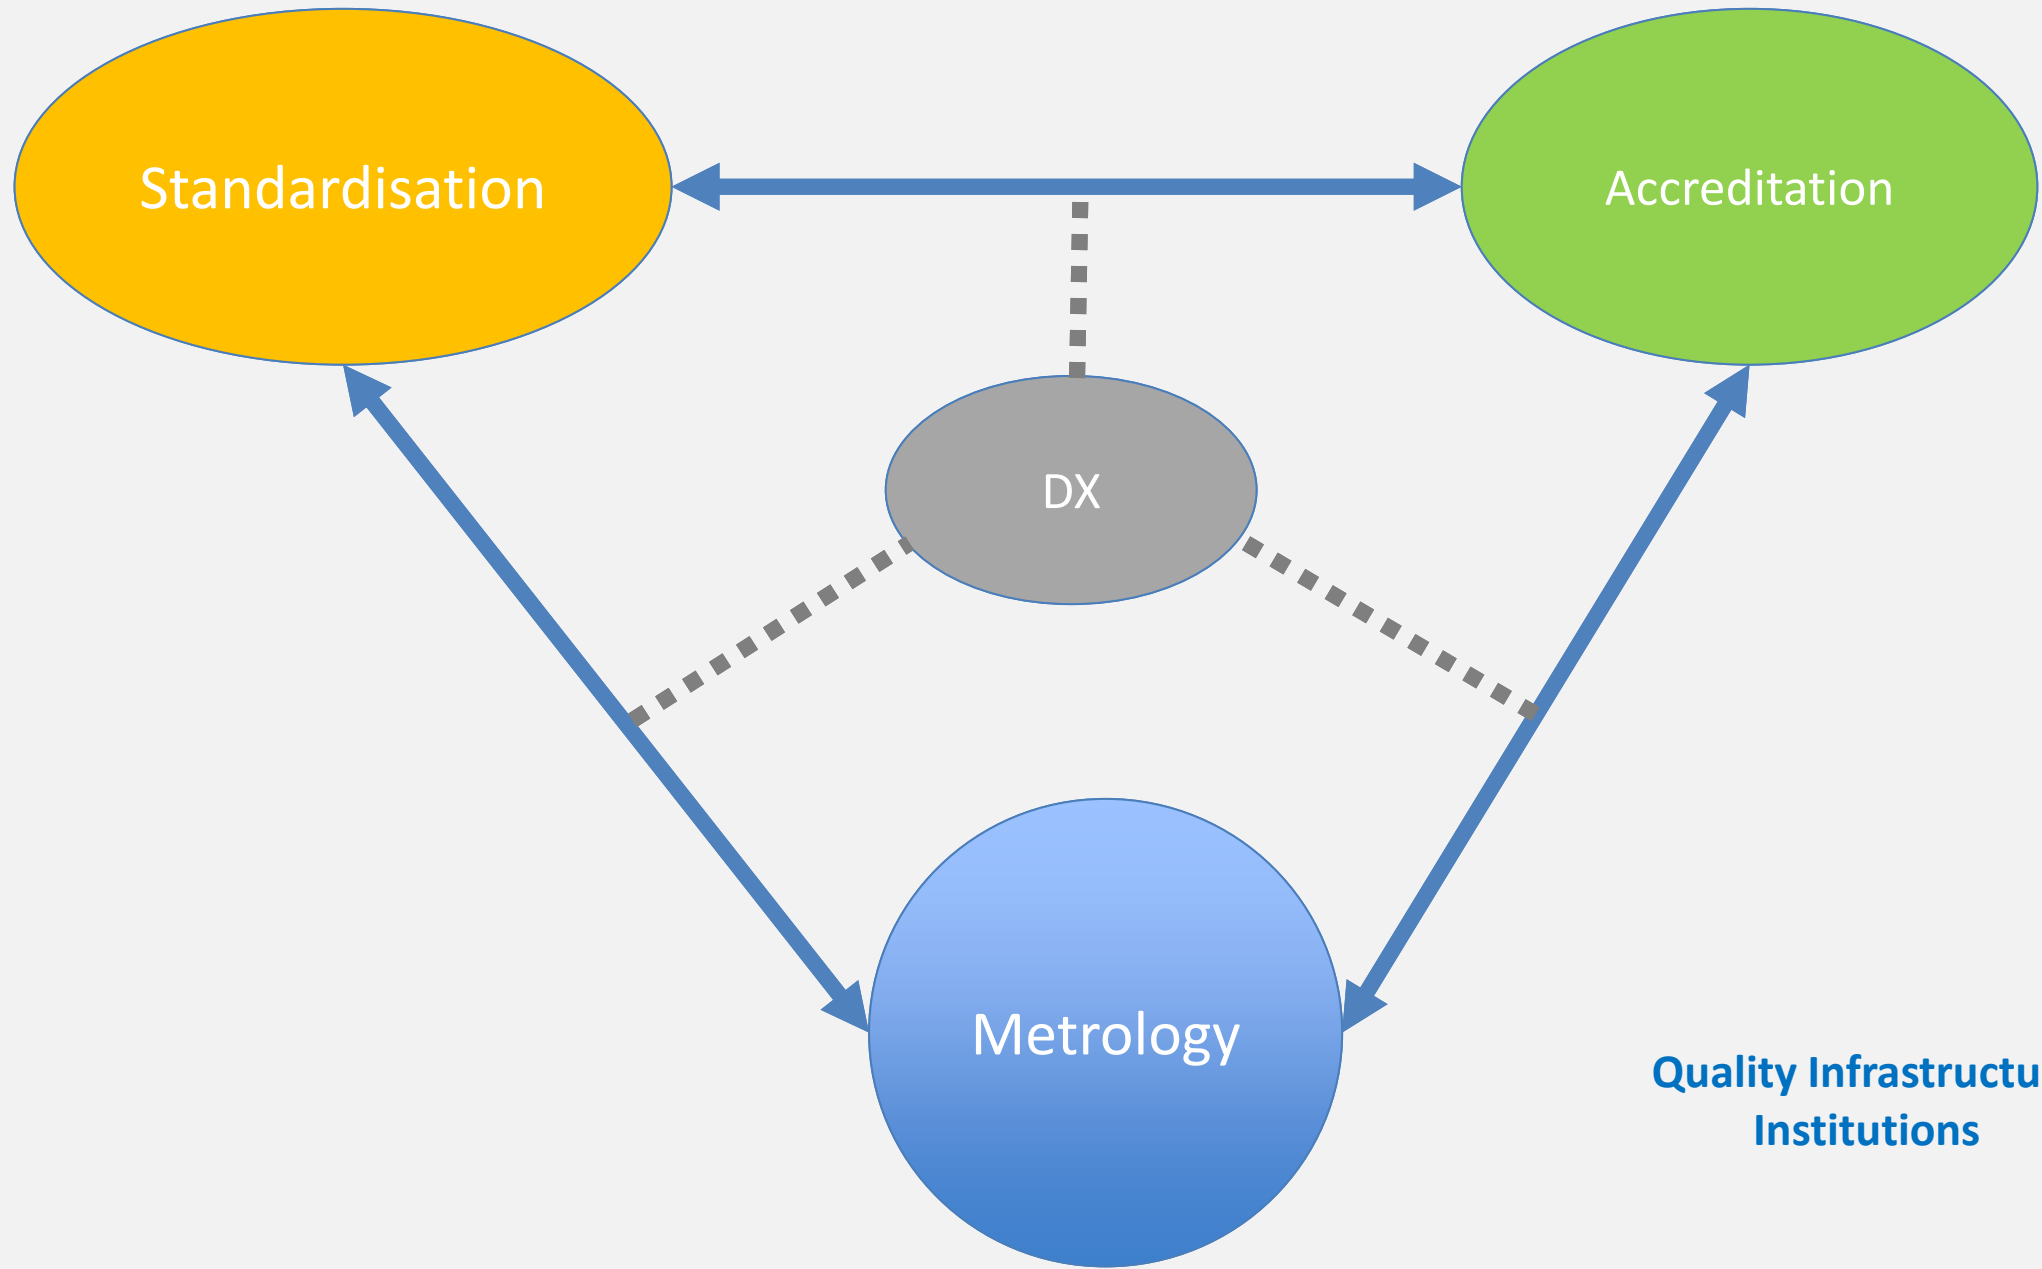 Standardisation
Accreditation
DX
Metrology
Quality Infrastructu
Institutions